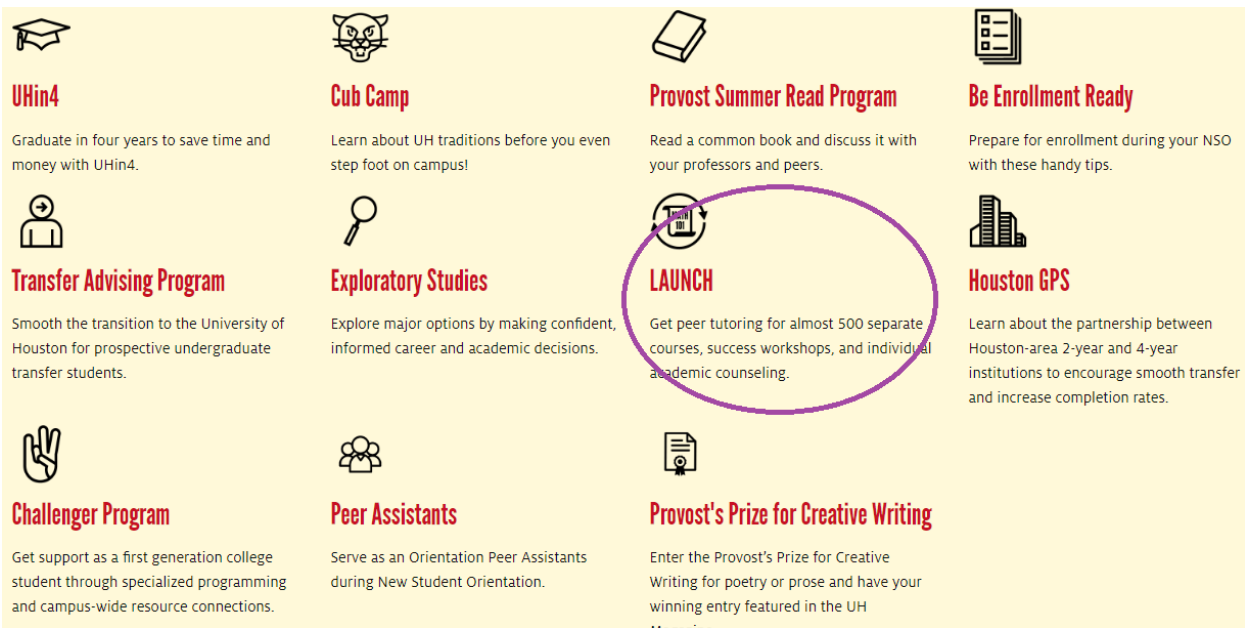 UHin4
Graduate in four years to save time and
money with UHin4.
Cub Camp
Learn about UH traditions before you even
step foot on campus!
Provost Summer Read Program
Read a common book and discuss it with
your professors and peers.
Be Enrollment Ready
Prepare for enrollment during your NSO
with these handy tips.
Transfer Advising Program
Smooth the transition to the University of
Houston for prospective undergraduate
transfer students.
Exploratory Studies
Explore major options by making confident,
informed career and academic decisions.
MATH
101
LAUNCH
Get peer tutoring for almost 500 separate
courses, success workshops, and individual
academic counseling.
Houston GPS
Learn about the partnership between
Houston-area 2-year and 4-year
institutions to encourage smooth transfer
and increase completion rates.
Challenger Program
Get support as a first generation college
student through specialized programming
and campus-wide resource connections.
Peer Assistants
Serve as an Orientation Peer Assistants
during New Student Orientation.
Provost's Prize for Creative Writing
Enter the Provost's Prize for Creative
Writing for poetry or prose and have your
winning entry featured in the UH